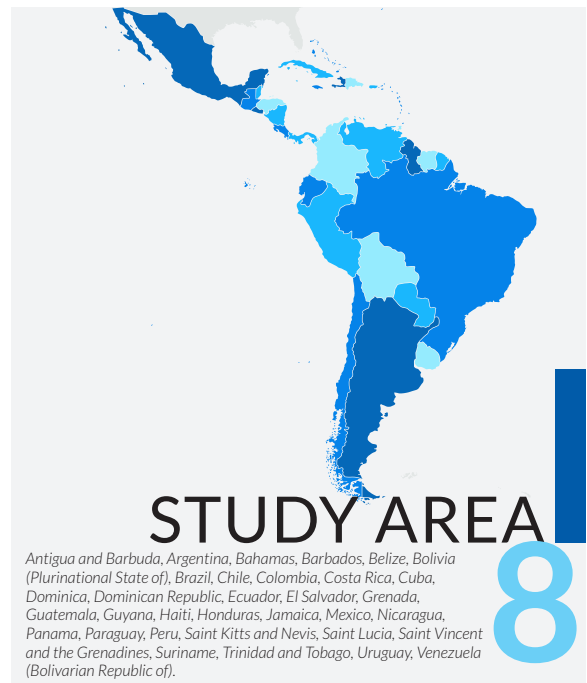 STUDY AREA
8
Antigua and Barbuda, Argentina, Bahamas, Barbados, Belize, Bolivia
(Plurinational State of), Brazil, Chile, Colombia, Costa Rica, Cuba,
Dominica, Dominican Republic, Ecuador, El Salvador, Grenada,
Guatemala, Guyana, Haiti, Honduras, Jamaica, Mexico, Nicaragua,
Panama, Paraguay, Peru, Saint Kitts and Nevis, Saint Lucia, Saint Vincent
and the Grenadines, Suriname, Trinidad and Tobago, Uruguay, Venezuela
(Bolivarian Republic of).